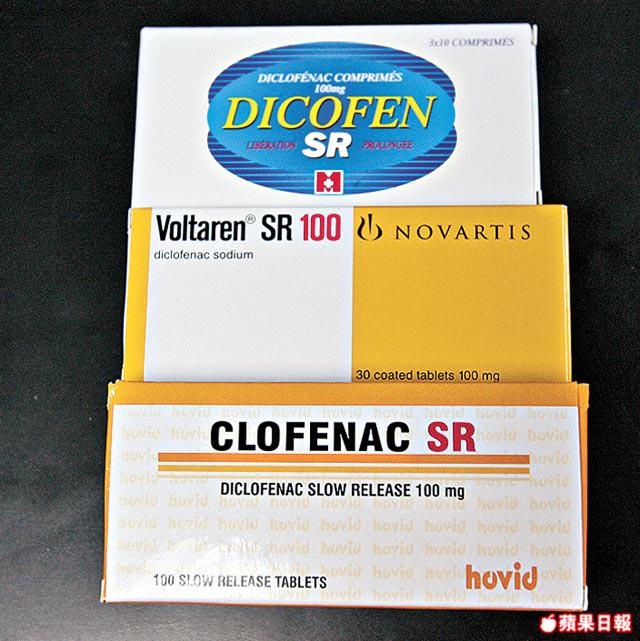 3x10 COMPRIMÉS
DICLOFÉNAC COMPRIMÉS
100mg
DICOFEN
SR
LIBÉRATION PROLONGÉE
Voltaren® SR 100
diclofenac sodium
NOVARTIS
30 coated tablets 100 mg
CLOFENAC SR
DICLOFENAC SLOW RELEASE 100 mg
100 SLOW RELEASE TABLETS
hovid
蘋果日報